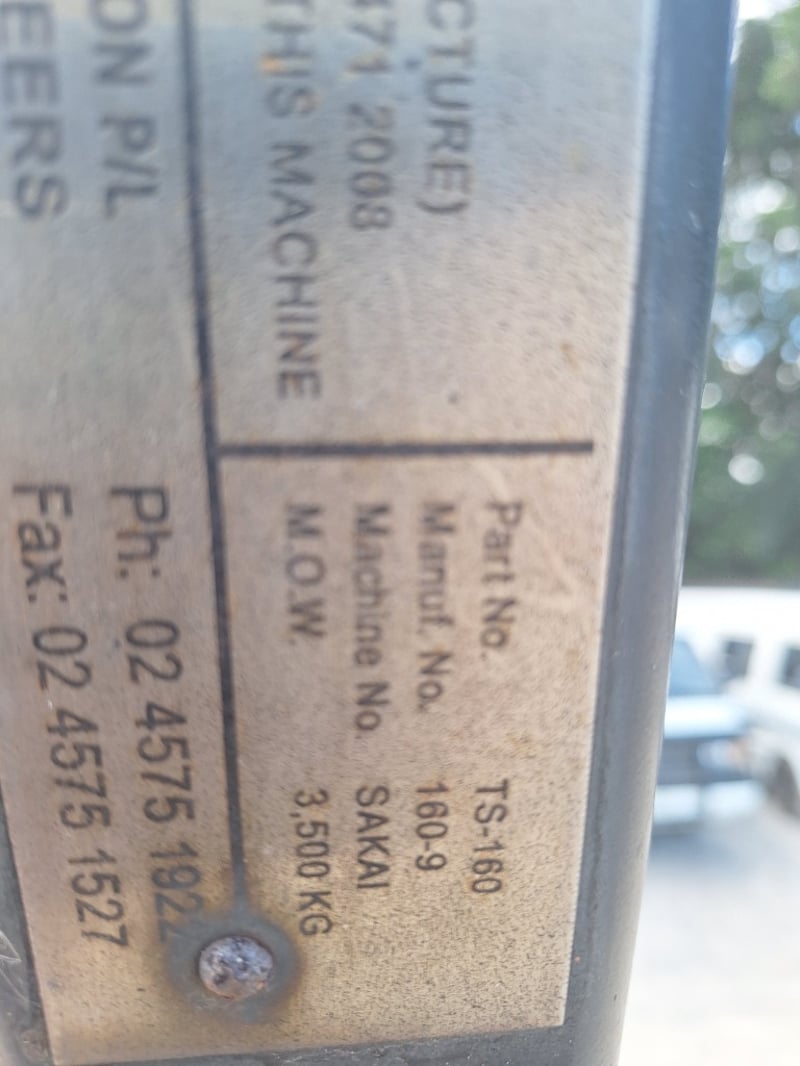 CTURE)
471 2008
THIS MACHINE
Part No. TS-160
Manuf. No. 160-9
Machine No. SAKAI
M.O.W. 3,500 KG
ON P/L Ph: 02 4575 1922
EERS Fax: 02 4575 1527